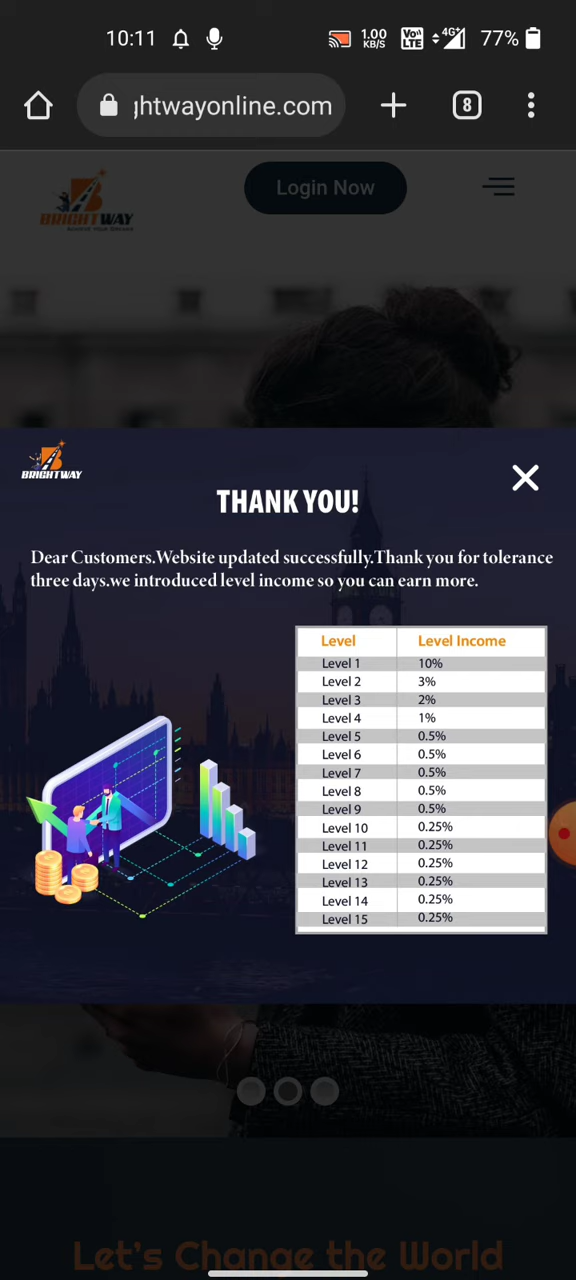 10:11
1.00
KB/S
Vo)
LTE
4G+
77%
ghtwayonline.com
8
BRIGHTWAY
Login Now
BRIGHTWAY
THANK YOU!
Dear Customers.Website updated successfully.Thank you for tolerance
three days.we introduced level income so you can earn more.
Level Level Income
Level 1 10%
Level 2 3%
Level 3 2%
Level 4 1%
Level 5 0.5%
Level 6 0.5%
Level 7 0.5%
Level 8 0.5%
Level 9 0.5%
Level 10 0.25%
Level 11 0.25%
Level 12 0.25%
Level 13 0.25%
Level 14 0.25%
Level 15 0.25%
Let's Change the World